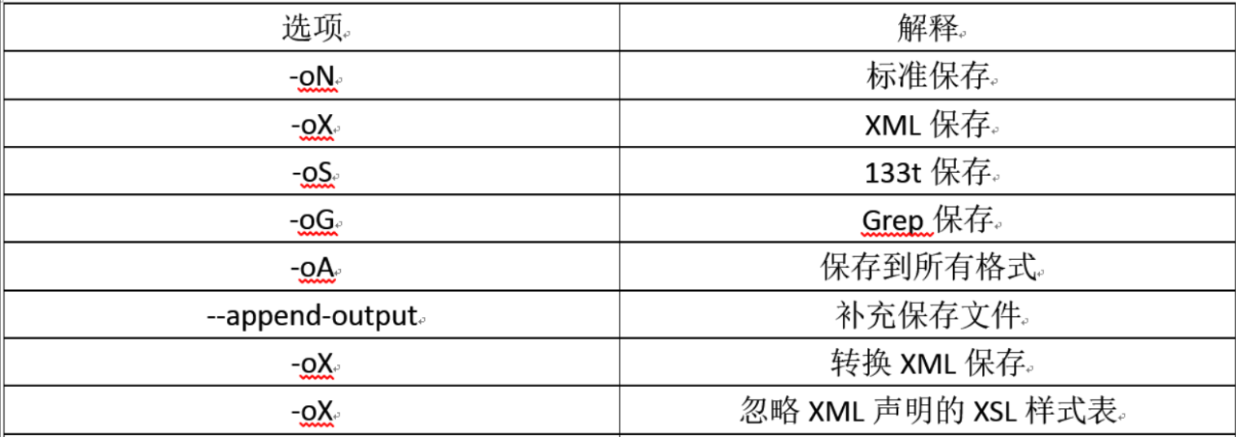 选项 解释
-oN 标准保存
-oX XML 保存
-oS 133t 保存
-oG Grep 保存
-oA 保存到所有格式
--append-output 补充保存文件
-oX 转换 XML 保存
-oX 忽略 XML 声明的 XSL 样式表